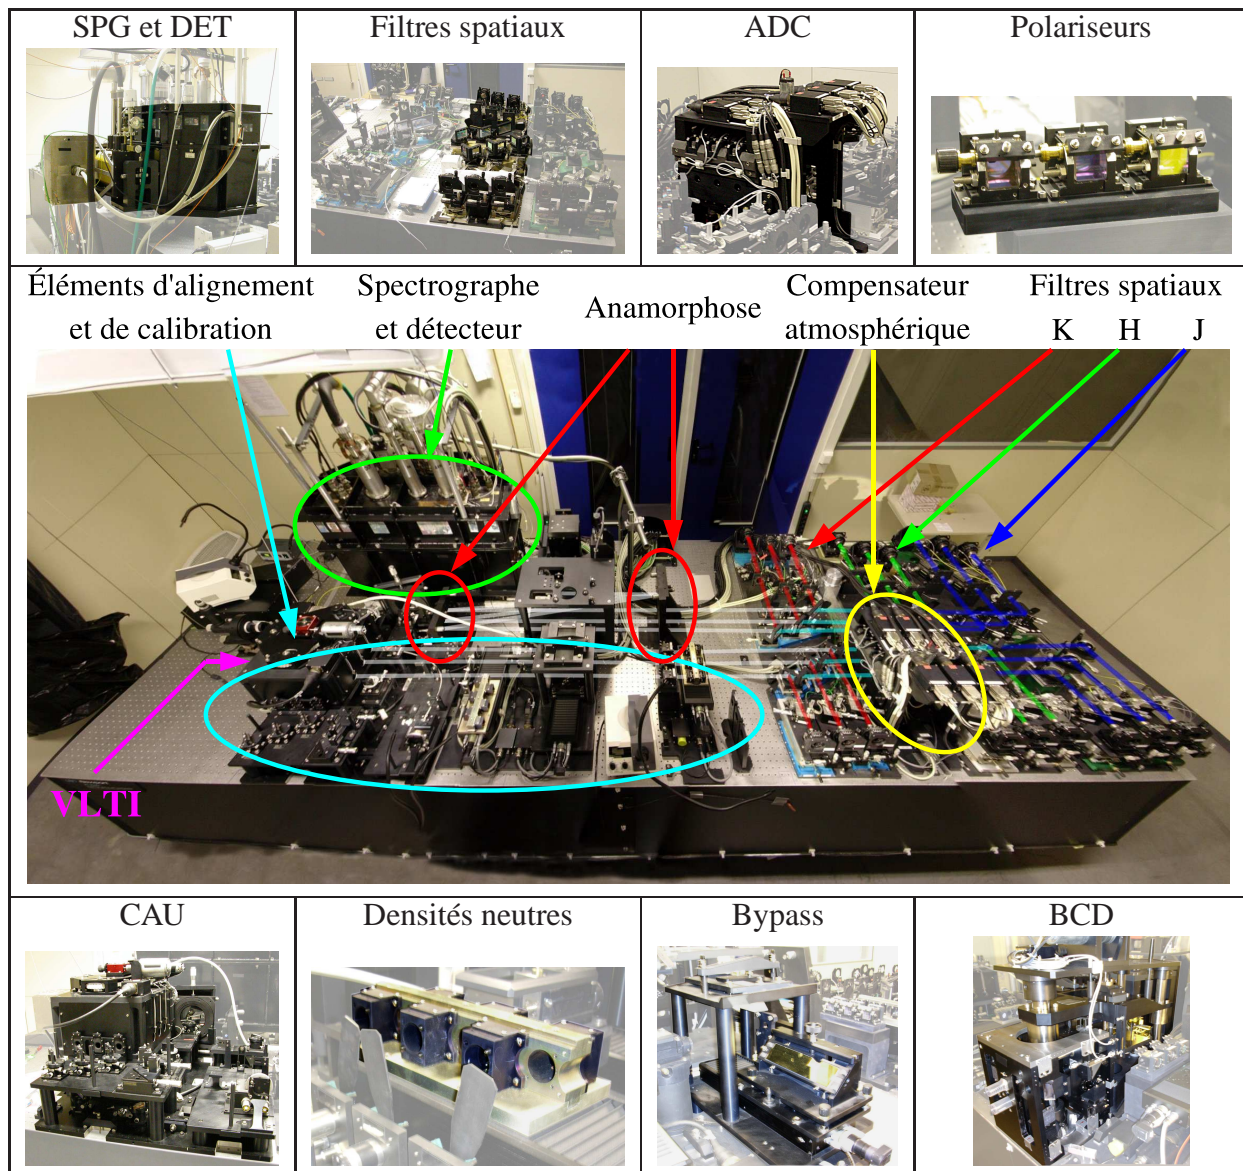 SPG et DET
Filtres spatiaux
ADC
Polariseurs
Éléments d'alignement
et de calibration
Spectrographe
et détecteur
Anamorphose
Compensateur
atmosphérique
Filtres spatiaux
K H J
VLTI
CAU
Densités neutres
Bypass
BCD